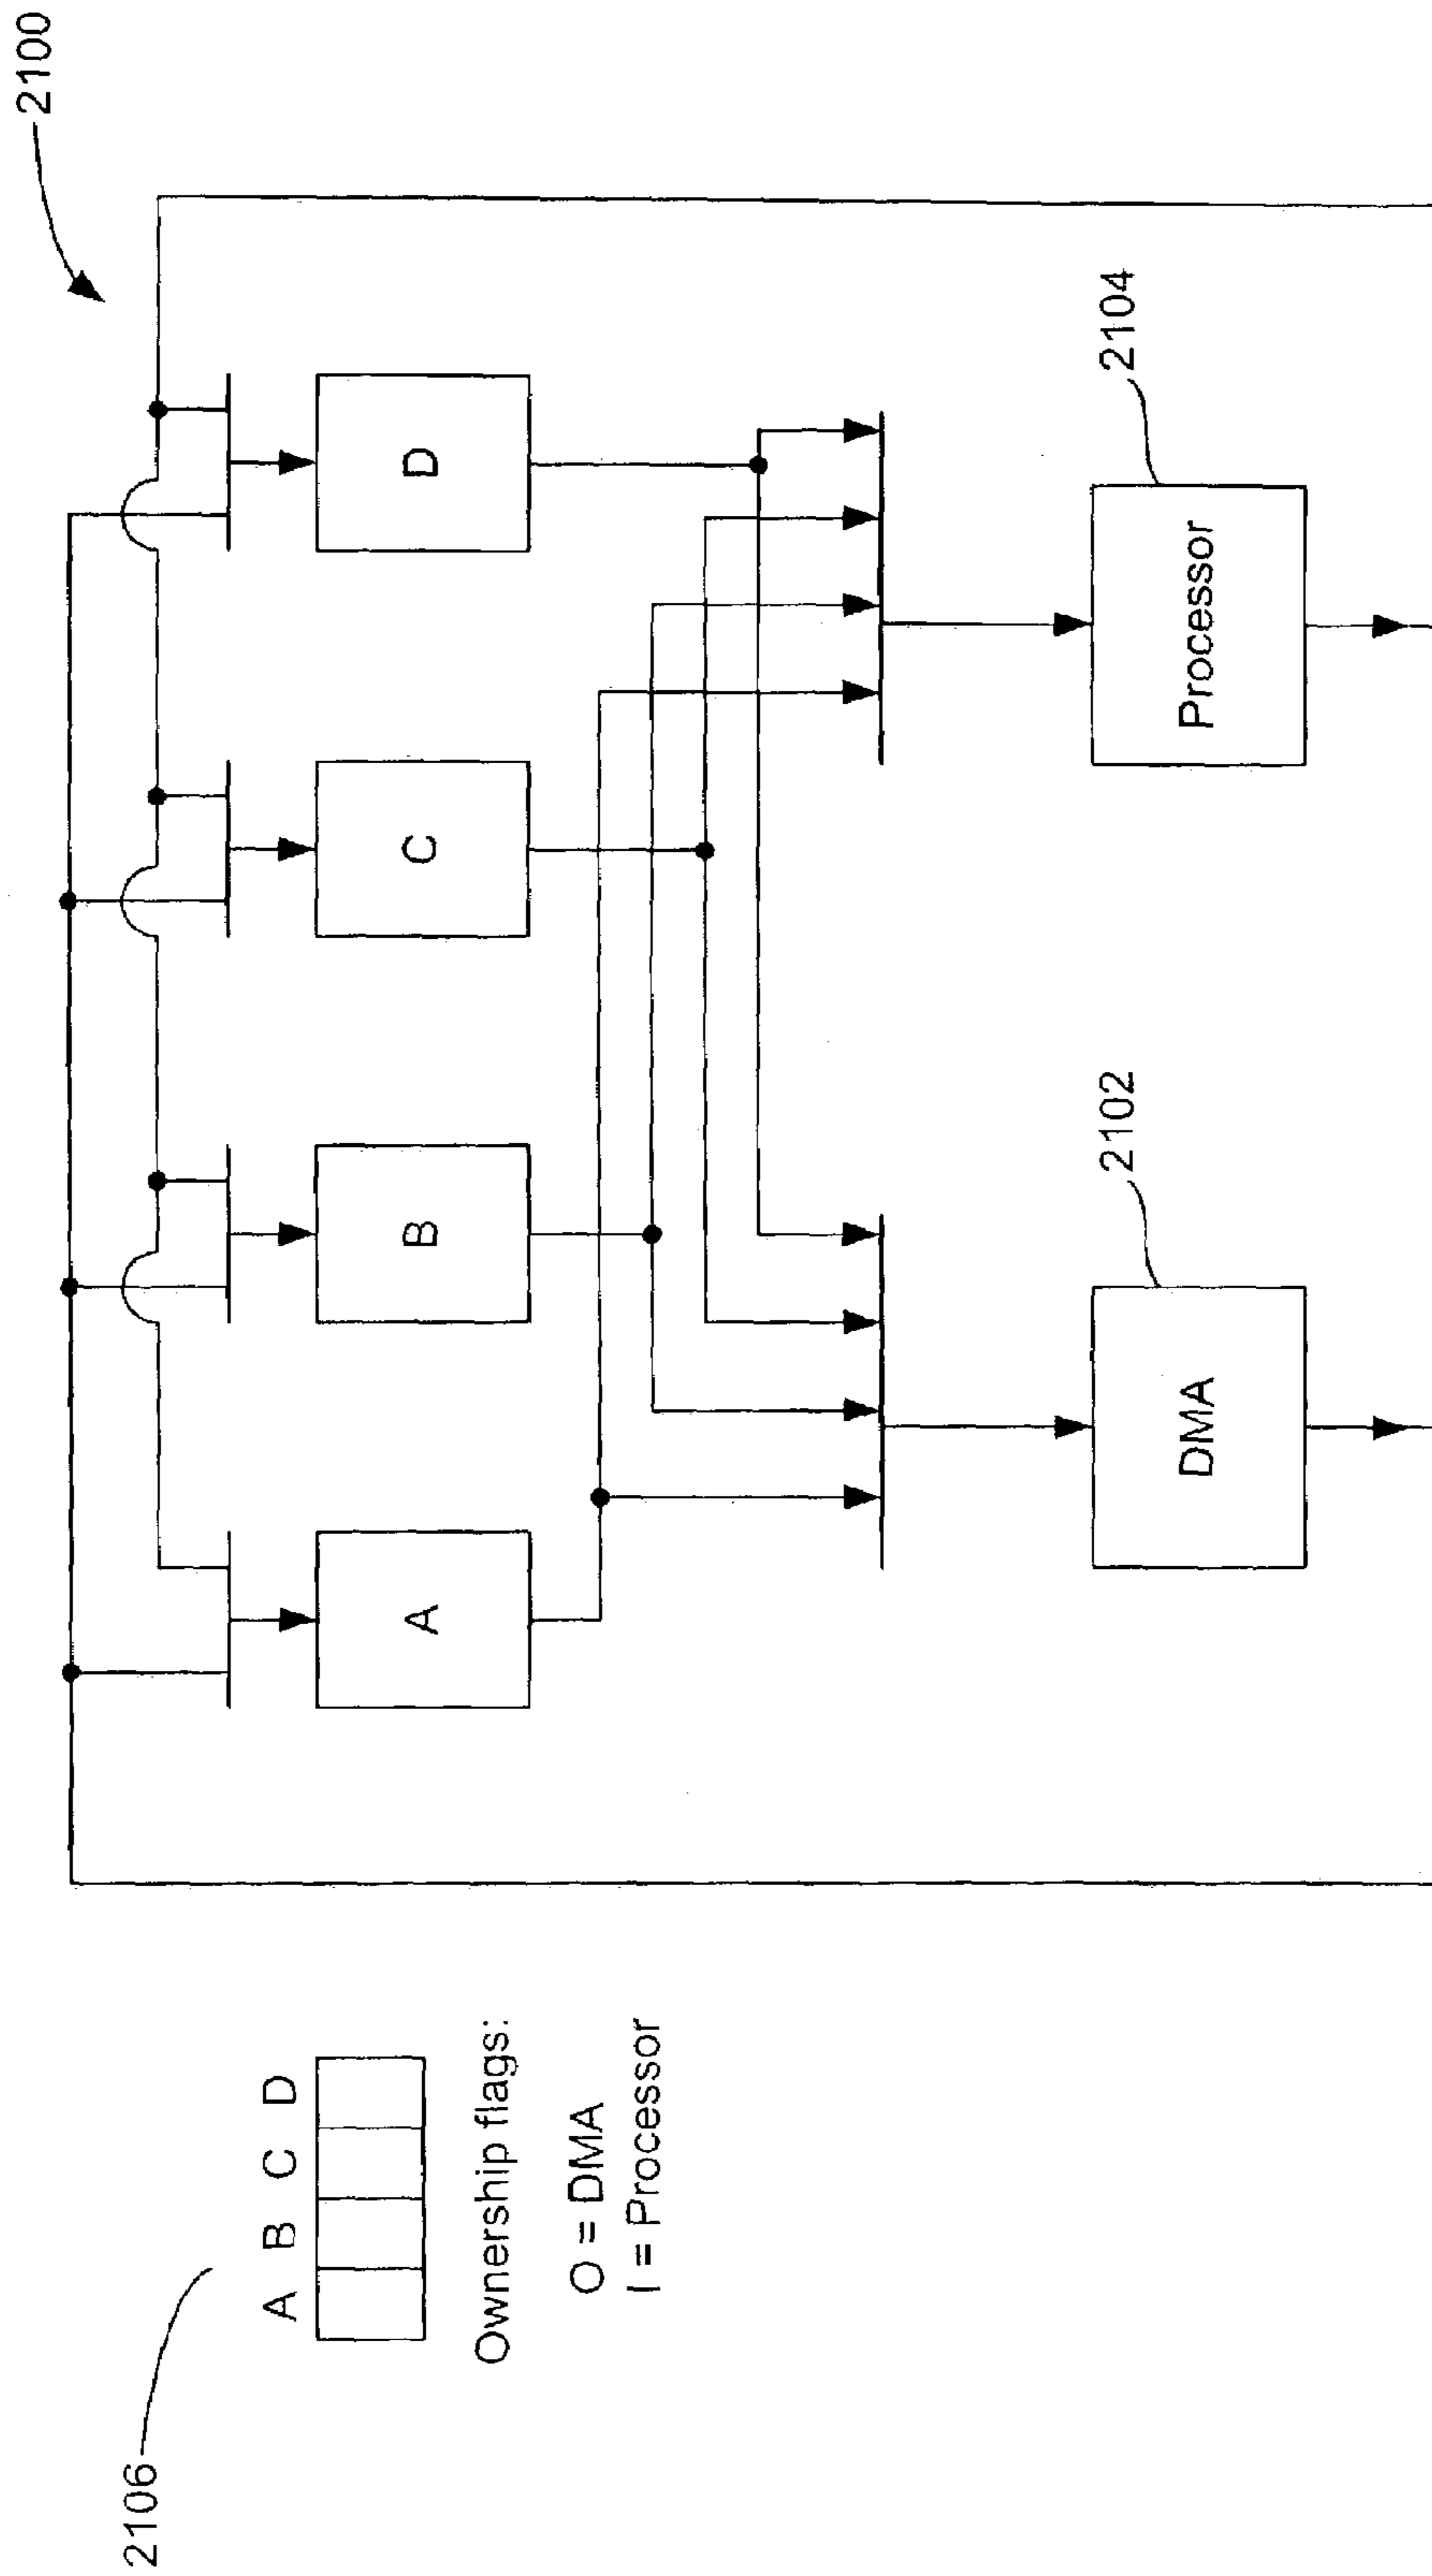 2100
2106
A B C D
Ownership flags:
O = DMA
I = Processor
A
B
C
D
2102
DMA
2104
Processor